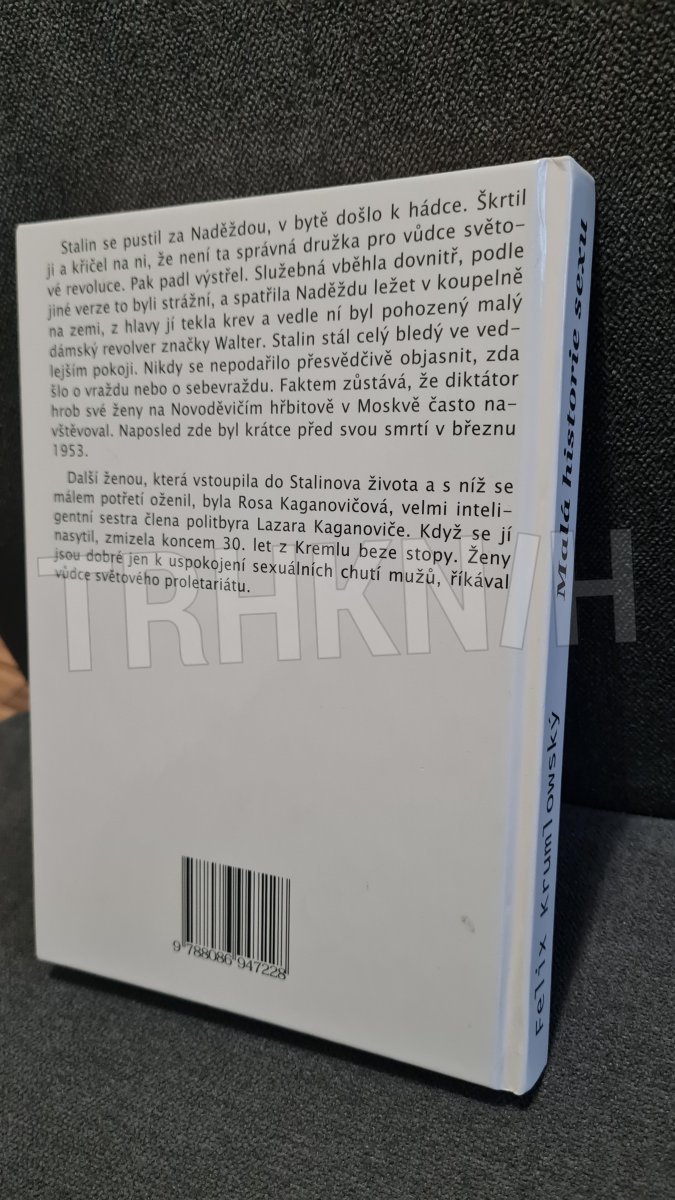 Stalin se pustil za Naděždou, v bytě došlo k hádce. Škrtil
ji a křičel na ni, že není ta správná družka pro vůdce světo-
vé revoluce. Pak padl výstřel. Služebná vběhla dovnitř, podle
jiné verze to byli strážní, a spatřila Naděždu ležet v koupelně
na zemi, z hlavy jí tekla krev a vedle ní byl pohozený malý
dámský revolver značky Walter. Stalin stál celý bledý ve ved-
lejším pokoji. Nikdy se nepodařilo přesvědčivě objasnit, zda
šlo o vraždu nebo o sebevraždu. Faktem zůstává, že diktátor
hrob své ženy na Novoděvičím hřbitově v Moskvě často na-
vštěvoval. Naposled zde byl krátce před svou smrtí v březnu
1953.
Další ženou, která vstoupila do Stalinova života a s níž se
málem potřetí oženil, byla Rosa Kaganovičová, velmi inteli-
gentní sestra člena politbyra Lazara Kaganoviče. Když se jí
nasytil, zmizela koncem 30. let z Kremlu beze stopy. Ženy
jsou dobré jen k uspokojení sexuálních chutí mužů, říkával
vůdce světového proletariátu.
TRHKNIH
9 788086 947228
Felix Krumlowský Malá historie sexu